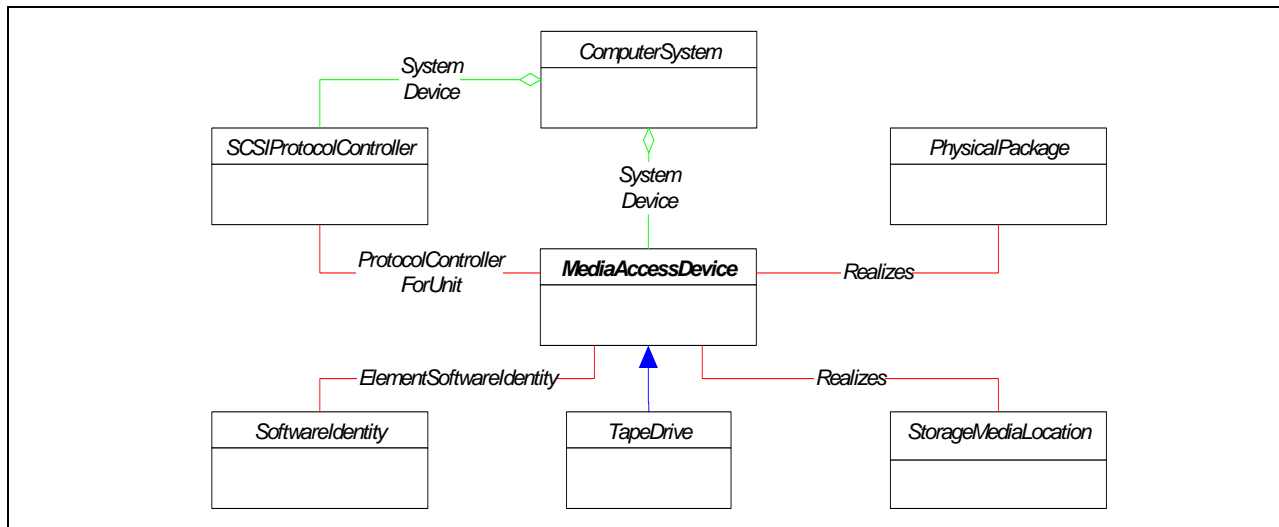 ComputerSystem
System
Device
SCSIProtocolController
PhysicalPackage
System
Device
ProtocolController
ForUnit
MediaAccessDevice
Realizes
ElementSoftwareIdentity
Realizes
SoftwareIdentity
TapeDrive
StorageMediaLocation